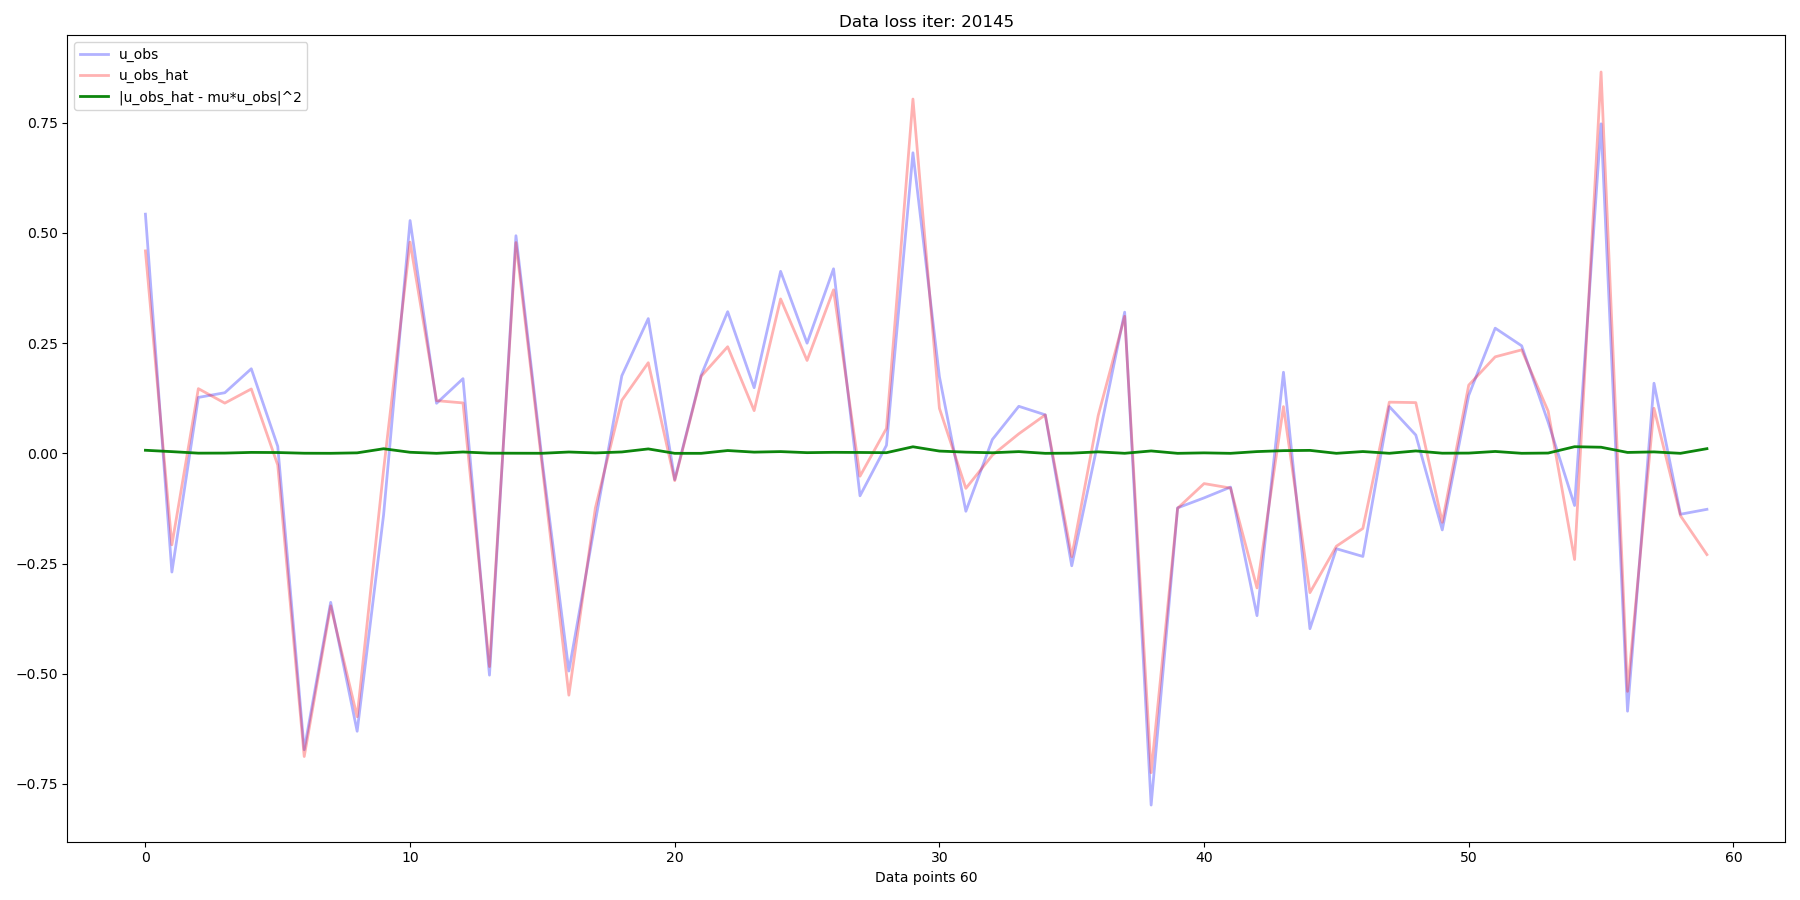 Data loss iter: 20145
u_obs
u_obs_hat
|u_obs_hat - mu*u_obs|^2
0.75
0.50
0.25
0.00
−0.25
−0.50
−0.75
0 10 20 30 40 50 60
Data points 60